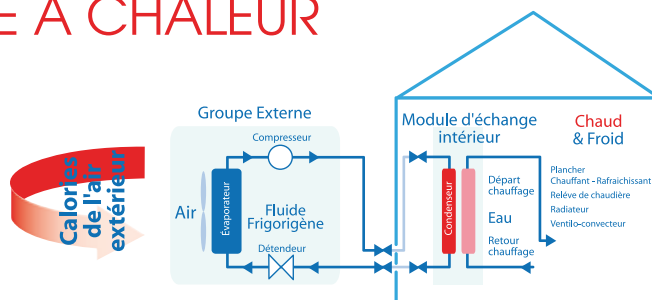 E A CHALEUR
Groupe Externe
Compresseur
Module d'échange
intérieur
Chaud
& Froid
Calories
de l'air
extérieur
Air
Évaporateur
Fluide
Frigorigène
Détendeur
Condenseur
Départ
chauffage
Eau
Retour
chauffage
Plancher
Chauffant - Rafraichissant
Reléve de chaudière
Radiateur
Ventilo-convecteur